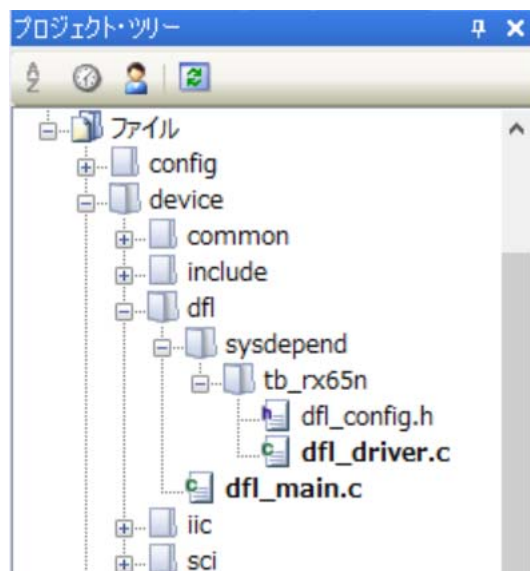 プロジェクト・ツリー
ファイル
config
device
common
include
dfl
sysdepend
tb_rx65n
dfl_config.h
dfl_driver.c
dfl_main.c
iic
sci